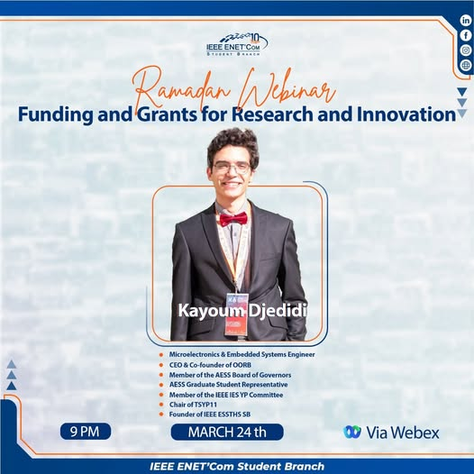 10
IEEE ENET'COM
STUDENT BRANCH
Ramadan Webinar
Funding and Grants for Research and Innovation
Kayoum Djedidi
Microelectronics & Embedded Systems Engineer
CEO & Co-founder of OORB
Member of the AESS Board of Governors
AESS Graduate Student Representative
Member of the IEEE IES YP Committee
Chair of TSYP11
Founder of IEEE ESSTHS SB
9 PM
MARCH 24 th
Via Webex
IEEE ENET'Com Student Branch